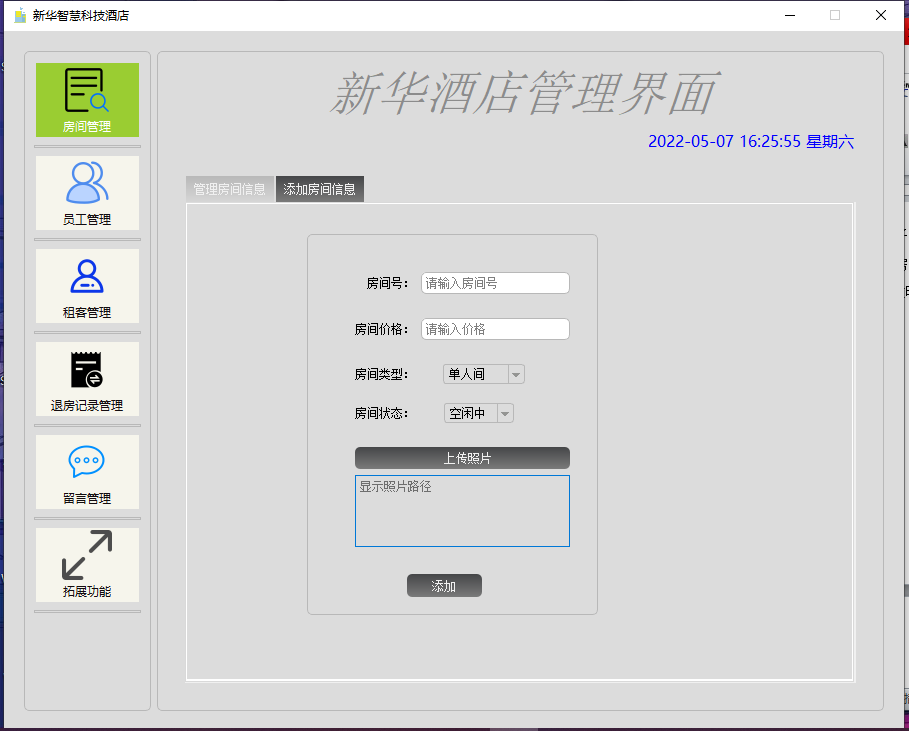 新华智慧科技酒店
房间管理
员工管理
租客管理
退房记录管理
留言管理
拓展功能
新华酒店管理界面
2022-05-07 16:25:55 星期六
管理房间信息 添加房间信息
房间号： 请输入房间号
房间价格： 请输入价格
房间类型： 单人间
房间状态： 空闲中
上传照片
显示照片路径
添加